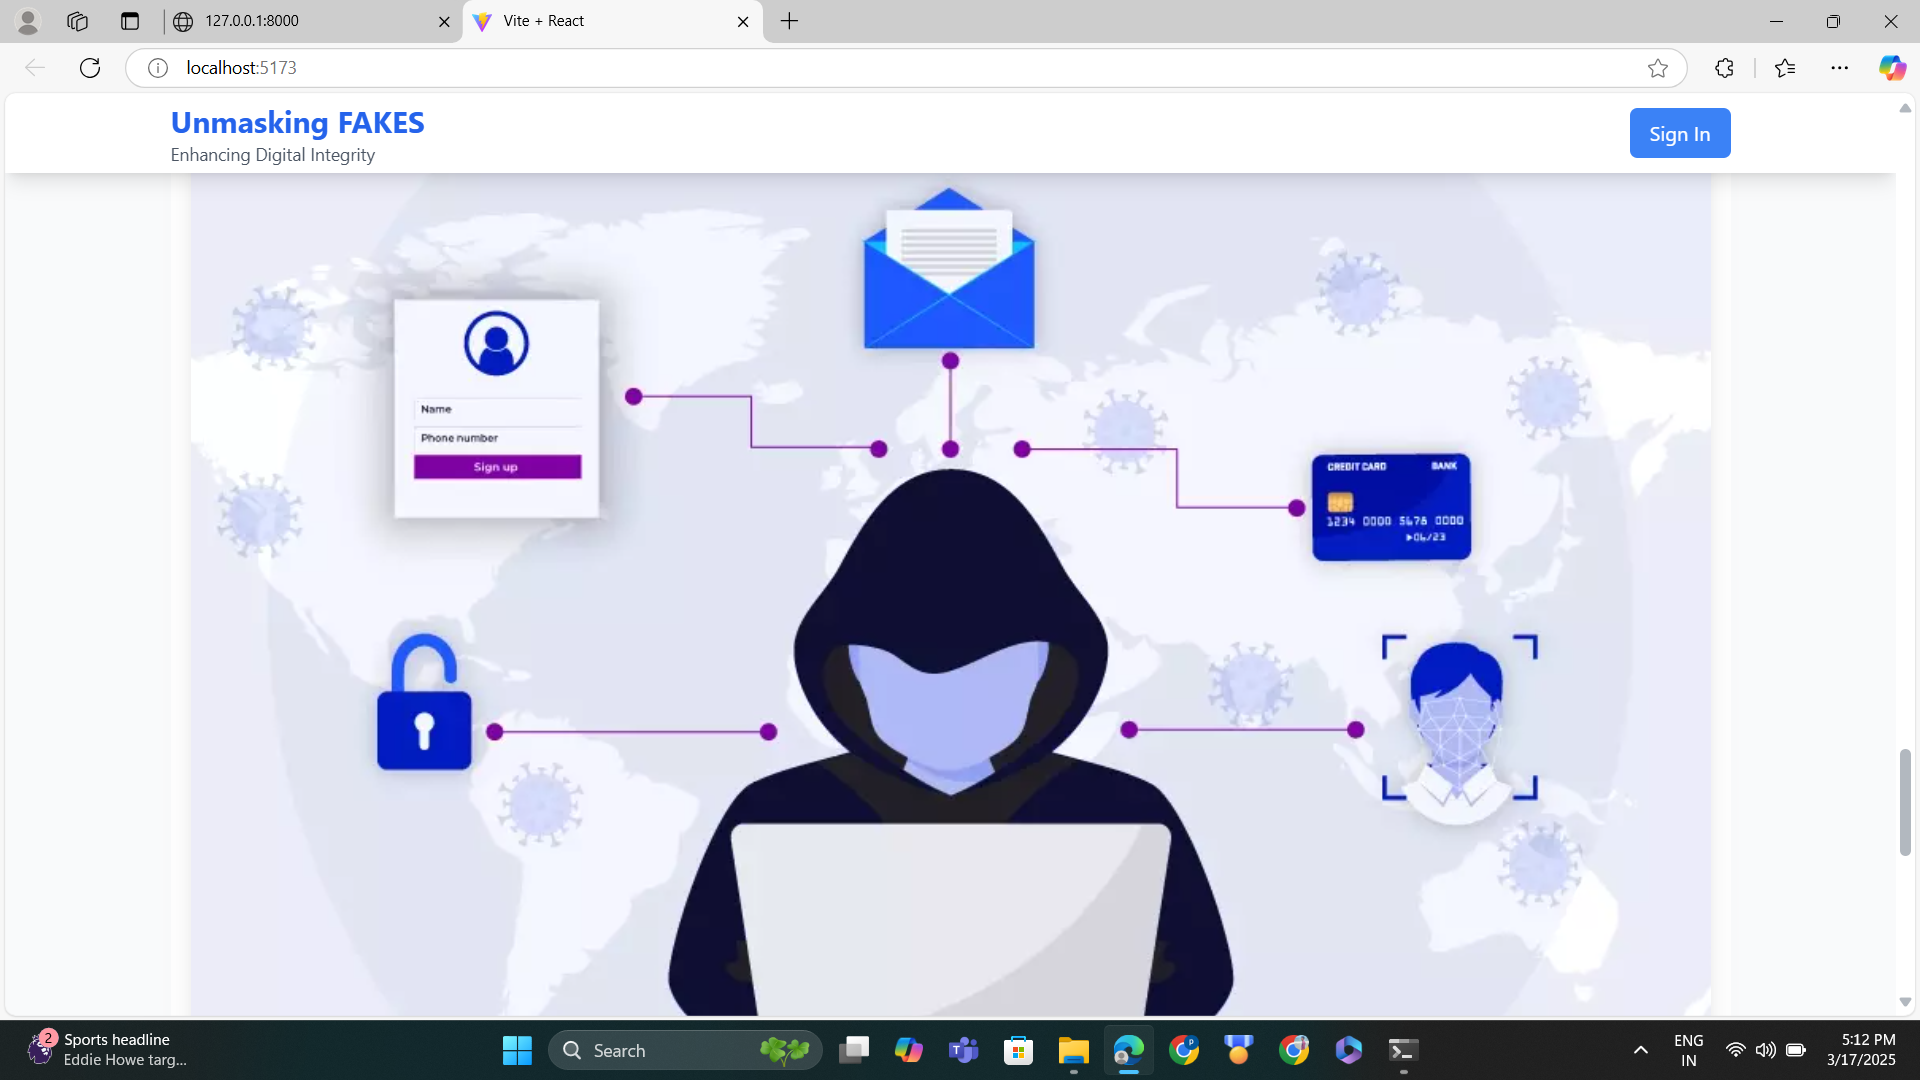 127.0.0.1:8000
Vite + React
localhost:5173
Unmasking FAKES
Enhancing Digital Integrity
Sign In
Name
Phone number
Sign up
CREDIT CARD BANK
1234 0000 5678 0000
▶06/23
2
Sports headline
Eddie Howe targ...
Search
ENG
IN
5:12 PM
3/17/2025